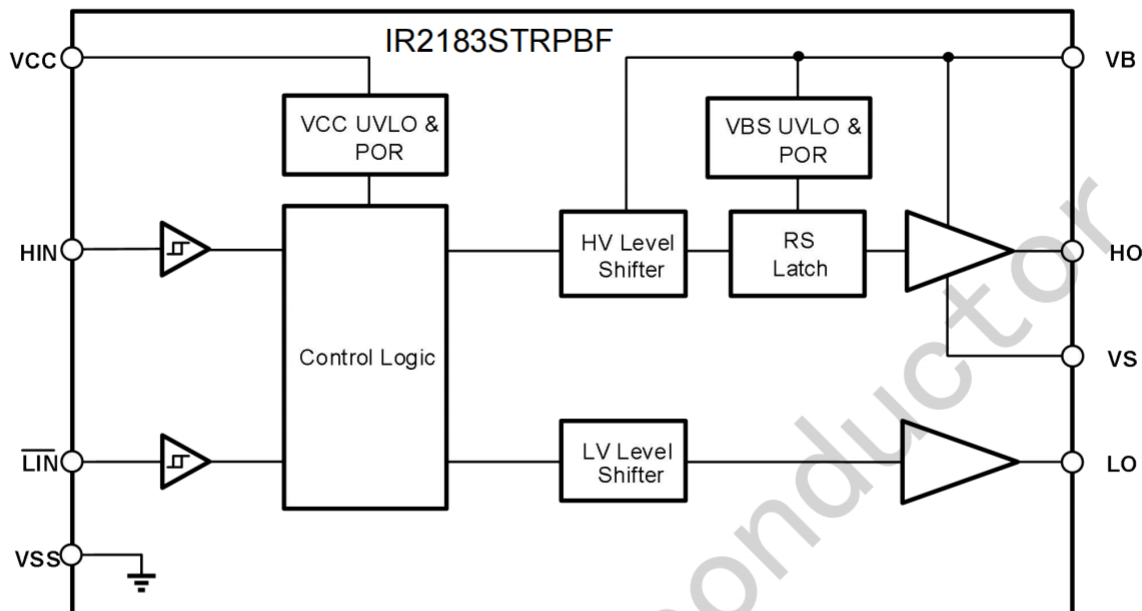 IR2183STRPBF
VCC
VB
VCC UVLO &
POR
VBS UVLO &
POR
HIN
HV Level
Shifter
RS
Latch
HO
Control Logic
VS
L̅I̅N̅
LV Level
Shifter
LO
VSS
onductor